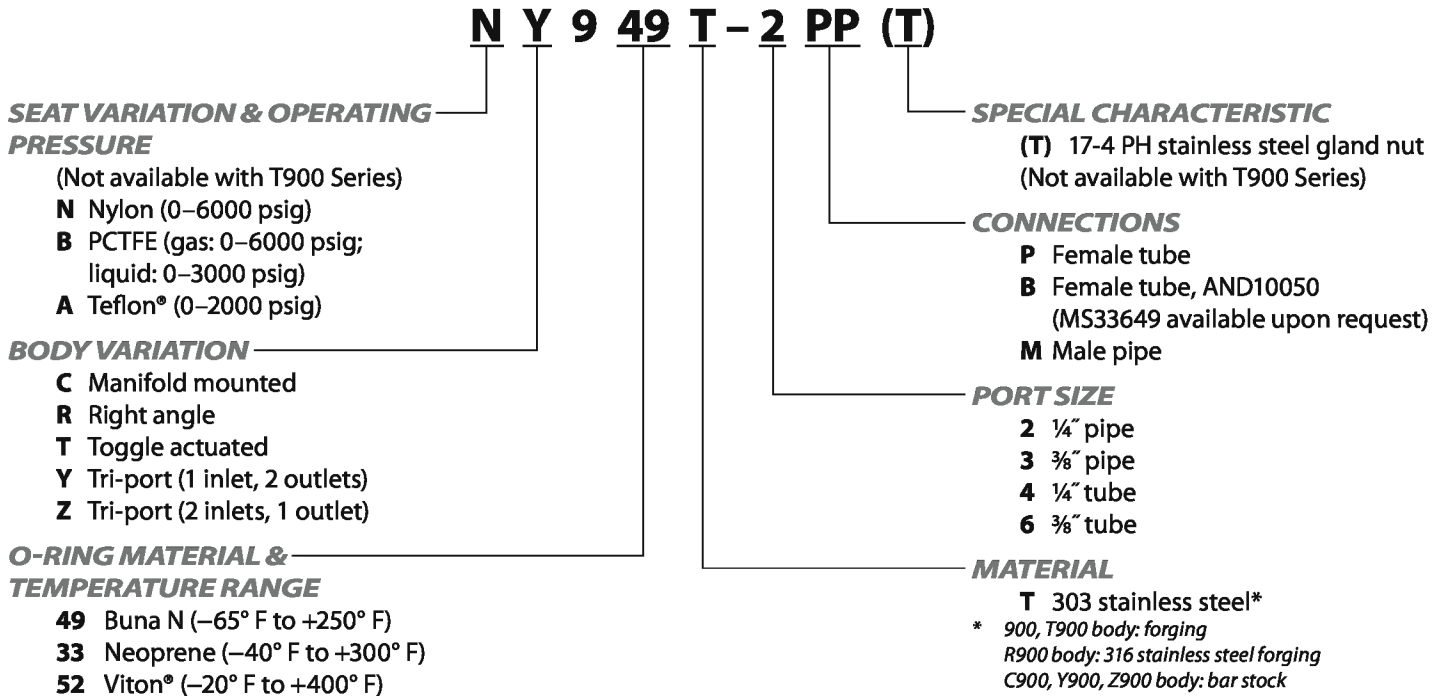 N Y 9 49 T – 2 PP (T)
SEAT VARIATION & OPERATING
PRESSURE
(Not available with T900 Series)
N Nylon (0–6000 psig)
B PCTFE (gas: 0–6000 psig;
liquid: 0–3000 psig)
A Teflon® (0–2000 psig)
BODY VARIATION
C Manifold mounted
R Right angle
T Toggle actuated
Y Tri-port (1 inlet, 2 outlets)
Z Tri-port (2 inlets, 1 outlet)
O-RING MATERIAL &
TEMPERATURE RANGE
49 Buna N (–65° F to +250° F)
33 Neoprene (–40° F to +300° F)
52 Viton® (–20° F to +400° F)
SPECIAL CHARACTERISTIC
(T) 17-4 PH stainless steel gland nut
(Not available with T900 Series)
CONNECTIONS
P Female tube
B Female tube, AND10050
(MS33649 available upon request)
M Male pipe
PORT SIZE
2 ¼˝ pipe
3 ⅜˝ pipe
4 ¼˝ tube
6 ⅜˝ tube
MATERIAL
T 303 stainless steel*
* 900, T900 body: forging
R900 body: 316 stainless steel forging
C900, Y900, Z900 body: bar stock